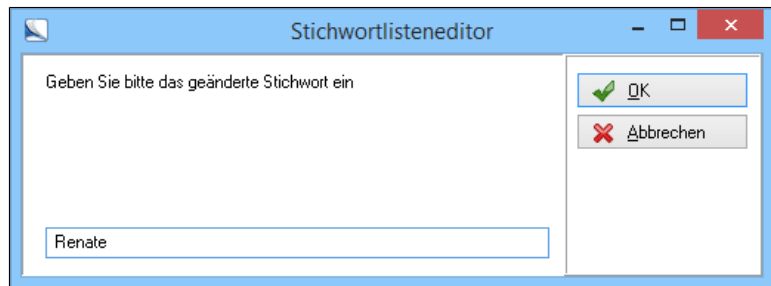 Stichwortlisteneditor
Geben Sie bitte das geänderte Stichwort ein
OK
Abbrechen
Renate